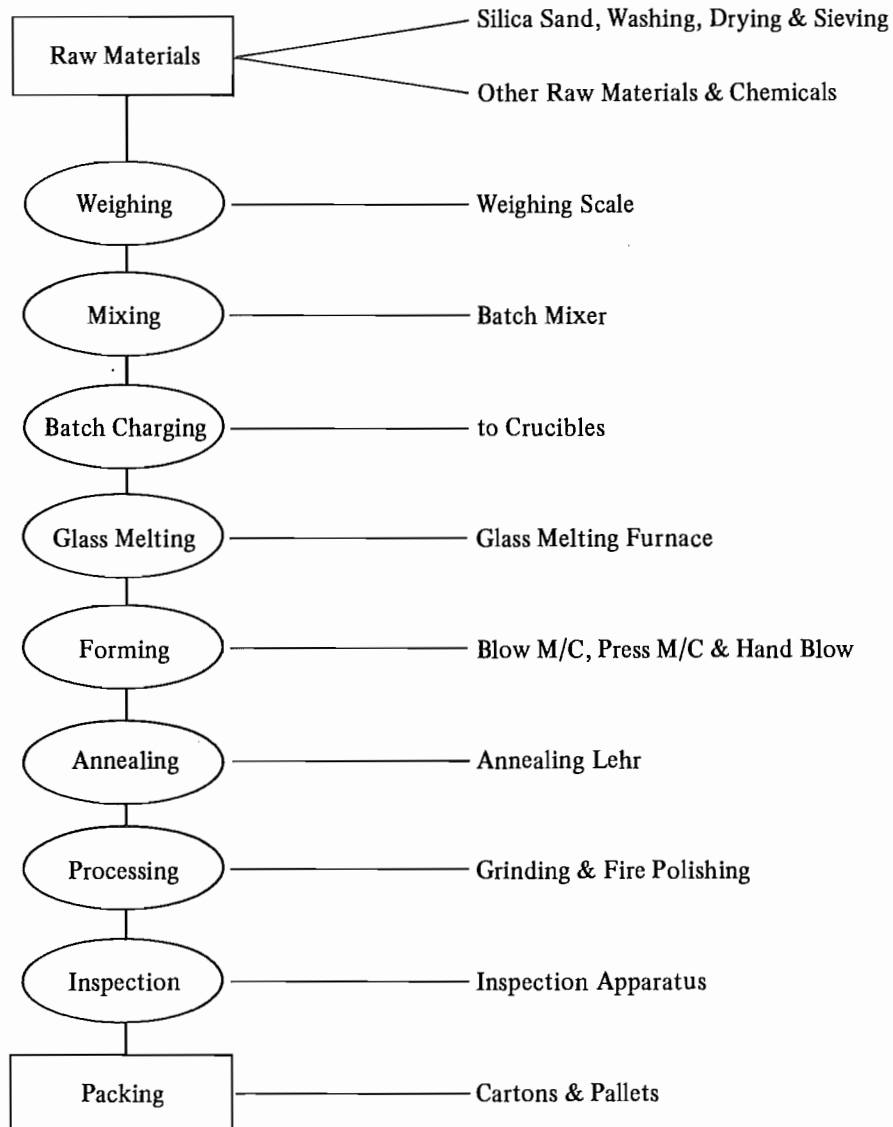 Silica Sand, Washing, Drying & Sieving
Raw Materials
Other Raw Materials & Chemicals
Weighing
Weighing Scale
Mixing
Batch Mixer
Batch Charging
to Crucibles
Glass Melting
Glass Melting Furnace
Forming
Blow M/C, Press M/C & Hand Blow
Annealing
Annealing Lehr
Processing
Grinding & Fire Polishing
Inspection
Inspection Apparatus
Packing
Cartons & Pallets